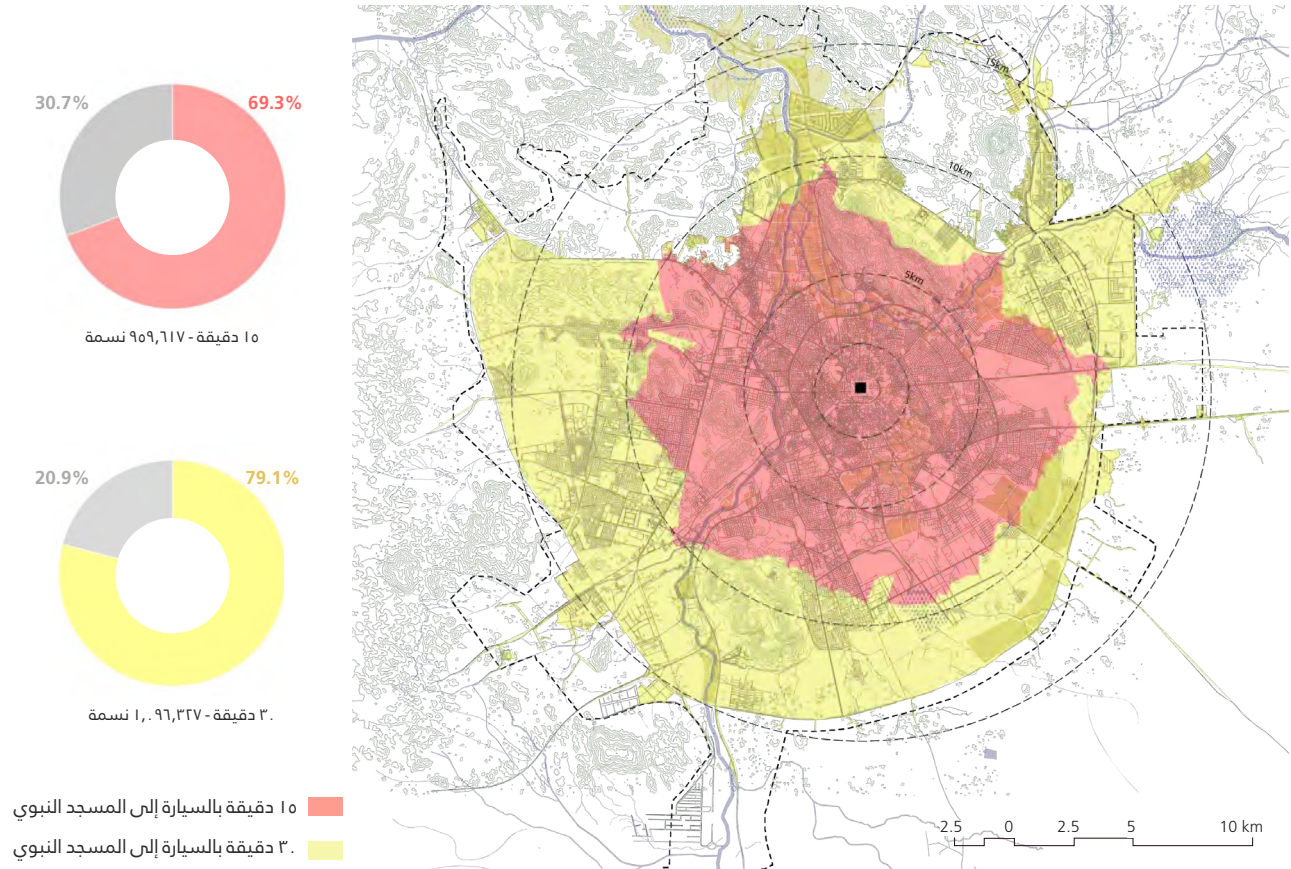 30.7%
69.3%
١٥ دقيقة - ٩٥٩,٦١٧ نسمة
20.9%
79.1%
٣٠ دقيقة - ١,٠٩٦,٣٢٧ نسمة
١٥ دقيقة بالسيارة إلى المسجد النبوي
٣٠ دقيقة بالسيارة إلى المسجد النبوي
15km
10km
5km
2.5 0 2.5 5 10 km